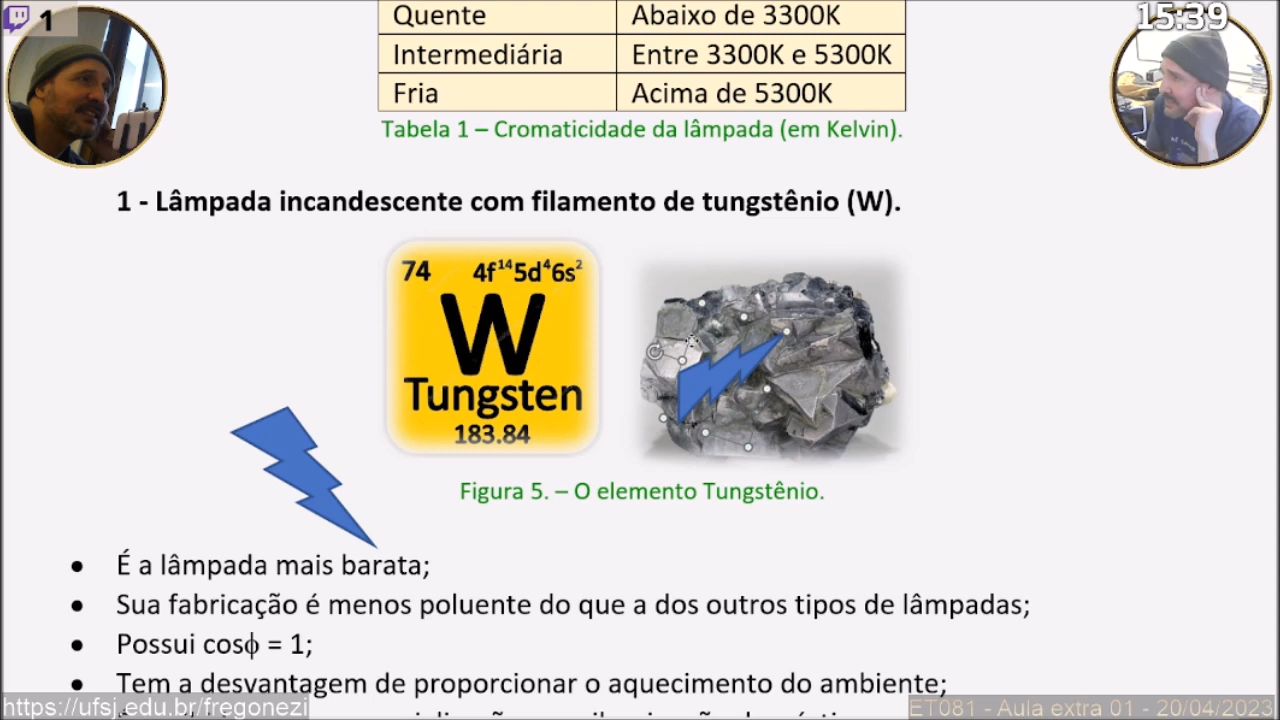 1
15:39
Quente Abaixo de 3300K
Intermediária Entre 3300K e 5300K
Fria Acima de 5300K
Tabela 1 – Cromaticidade da lâmpada (em Kelvin).
1 - Lâmpada incandescente com filamento de tungstênio (W).
74 4f¹⁴5d⁴6s²
W
Tungsten
183.84
Figura 5. – O elemento Tungstênio.
• É a lâmpada mais barata;
• Sua fabricação é menos poluente do que a dos outros tipos de lâmpadas;
• Possui cosϕ = 1;
• Tem a desvantagem de proporcionar o aquecimento do ambiente;
https://ufsj.edu.br/fregonezi
ET081 - Aula extra 01 - 20/04/2023